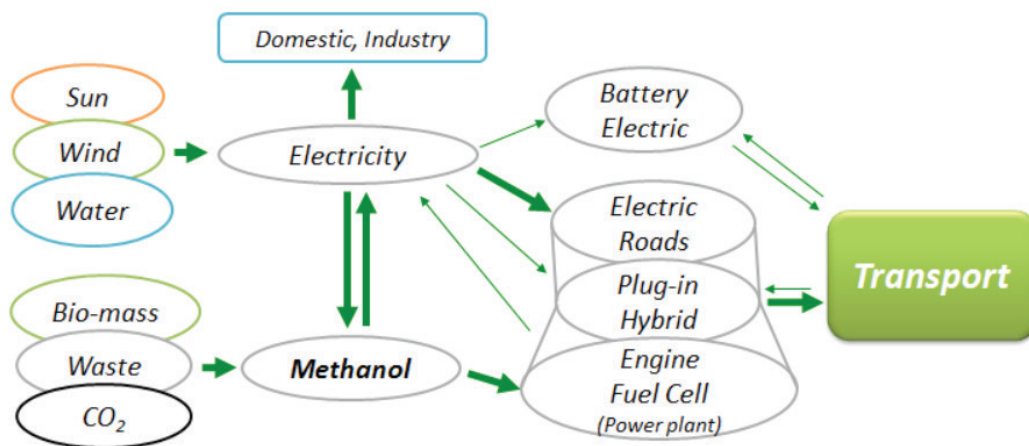 Domestic, Industry
Sun
Wind
Water
Electricity
Battery
Electric
Electric
Roads
Plug-in
Hybrid
Transport
Bio-mass
Waste
CO₂
Methanol
Engine
Fuel Cell
(Power plant)